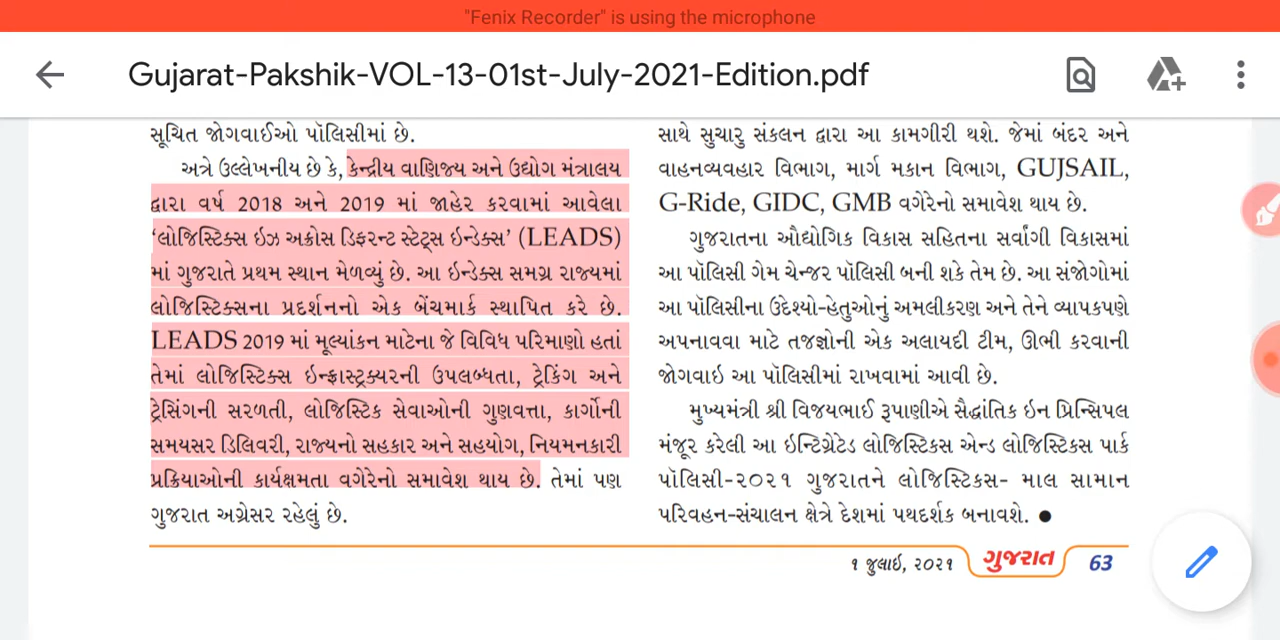 "Fenix Recorder" is using the microphone
Gujarat-Pakshik-VOL-13-01st-July-2021-Edition.pdf
સૂચિત જોગવાઈઓ પૉલિસીમાં છે.
અત્રે ઉલ્લેખનીય છે કે, કેન્દ્રીય વાણિજ્ય અને ઉદ્યોગ મંત્રાલય
દ્વારા વર્ષ 2018 અને 2019 માં જાહેર કરવામાં આવેલા
'લોજિસ્ટિક્સ ઇઝ અક્રોસ ડિફરન્ટ સ્ટેટ્સ ઇન્ડેક્સ' (LEADS)
માં ગુજરાતે પ્રથમ સ્થાન મેળવ્યું છે. આ ઇન્ડેક્સ સમગ્ર રાજ્યમાં
લોજિસ્ટિક્સના પ્રદર્શનનો એક બેંચમાર્ક સ્થાપિત કરે છે.
LEADS 2019 માં મૂલ્યાંકન માટેના જે વિવિધ પરિમાણો હતાં
તેમાં લોજિસ્ટિક્સ ઇન્ફ્રાસ્ટ્રક્ચરની ઉપલબ્ધતા, ટ્રેકિંગ અને
ટ્રેસિંગની સરળતી, લોજિસ્ટિક સેવાઓની ગુણવત્તા, કાર્ગોની
સમયસર ડિલિવરી, રાજ્યનો સહકાર અને સહયોગ, નિયમનકારી
પ્રક્રિયાઓની કાર્યક્ષમતા વગેરેનો સમાવેશ થાય છે. તેમાં પણ
ગુજરાત અગ્રેસર રહેલું છે.
સાથે સુચારુ સંકલન દ્વારા આ કામગીરી થશે. જેમાં બંદર અને
વાહનવ્યવહાર વિભાગ, માર્ગ મકાન વિભાગ, GUJSAIL,
G-Ride, GIDC, GMB વગેરેનો સમાવેશ થાય છે.
ગુજરાતના ઔદ્યોગિક વિકાસ સહિતના સર્વાંગી વિકાસમાં
આ પૉલિસી ગેમ ચેન્જર પૉલિસી બની શકે તેમ છે. આ સંજોગોમાં
આ પૉલિસીના ઉદેશ્યો-હેતુઓનું અમલીકરણ અને તેને વ્યાપકપણે
અપનાવવા માટે તજજ્ઞોની એક અલાયદી ટીમ, ઊભી કરવાની
જોગવાઇ આ પૉલિસીમાં રાખવામાં આવી છે.
મુખ્યમંત્રી શ્રી વિજયભાઈ રૂપાણીએ સૈદ્ધાંતિક ઇન પ્રિન્સિપલ
મંજૂર કરેલી આ ઇન્ટિગ્રેટેડ લોજિસ્ટિકસ એન્ડ લોજિસ્ટિકસ પાર્ક
પૉલિસી-૨૦૨૧ ગુજરાતને લોજિસ્ટિકસ- માલ સામાન
પરિવહન-સંચાલન ક્ષેત્રે દેશમાં પથદર્શક બનાવશે. ●
૧ જુલાઇ, ૨૦૨૧ ગુજરાત 63